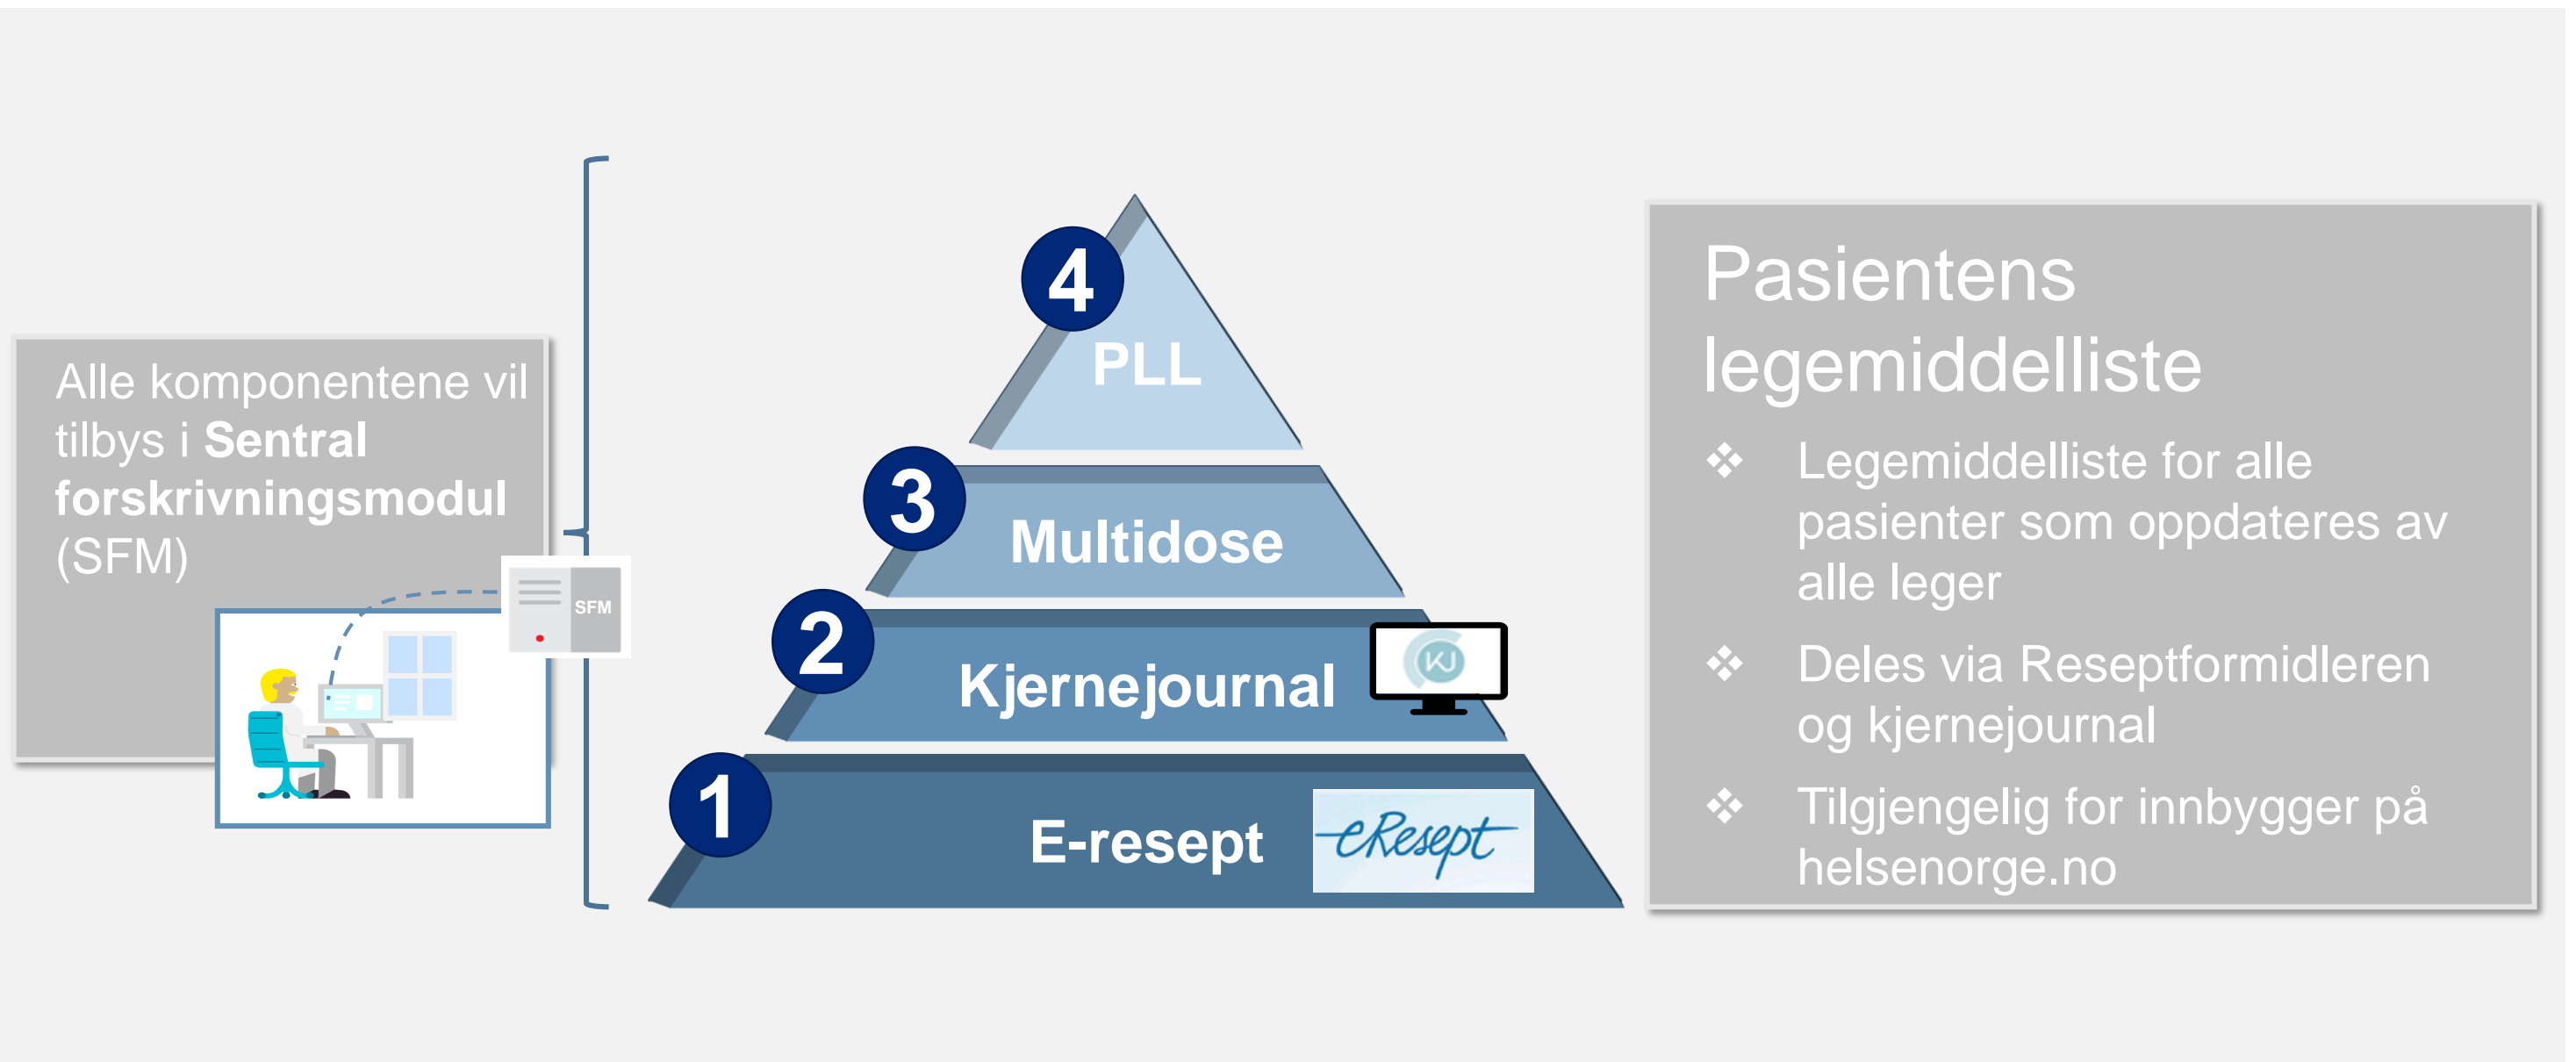 Alle komponentene vil
tilbys i Sentral
forskrivningsmodul
(SFM)
SFM
4
PLL
3
Multidose
2
Kjernejournal
KJ
1
E-resept
eResept
Pasientens
legemiddelliste
❖ Legemiddelliste for alle
pasienter som oppdateres av
alle leger
❖ Deles via Reseptformidleren
og kjernejournal
❖ Tilgjengelig for innbygger på
helsenorge.no